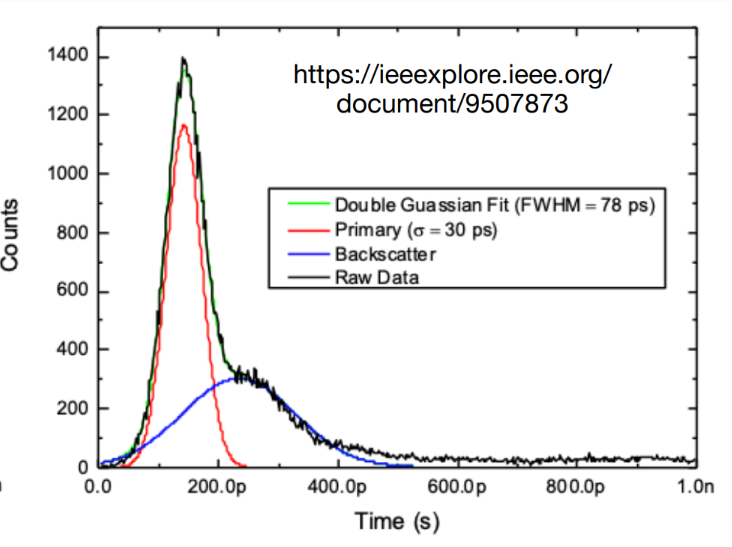 https://ieeexplore.ieee.org/
document/9507873
1400
1200
1000
800
600
400
200
0
Counts
Double Guassian Fit (FWHM = 78 ps)
Primary (σ = 30 ps)
Backscatter
Raw Data
0.0 200.0p 400.0p 600.0p 800.0p 1.0n
Time (s)